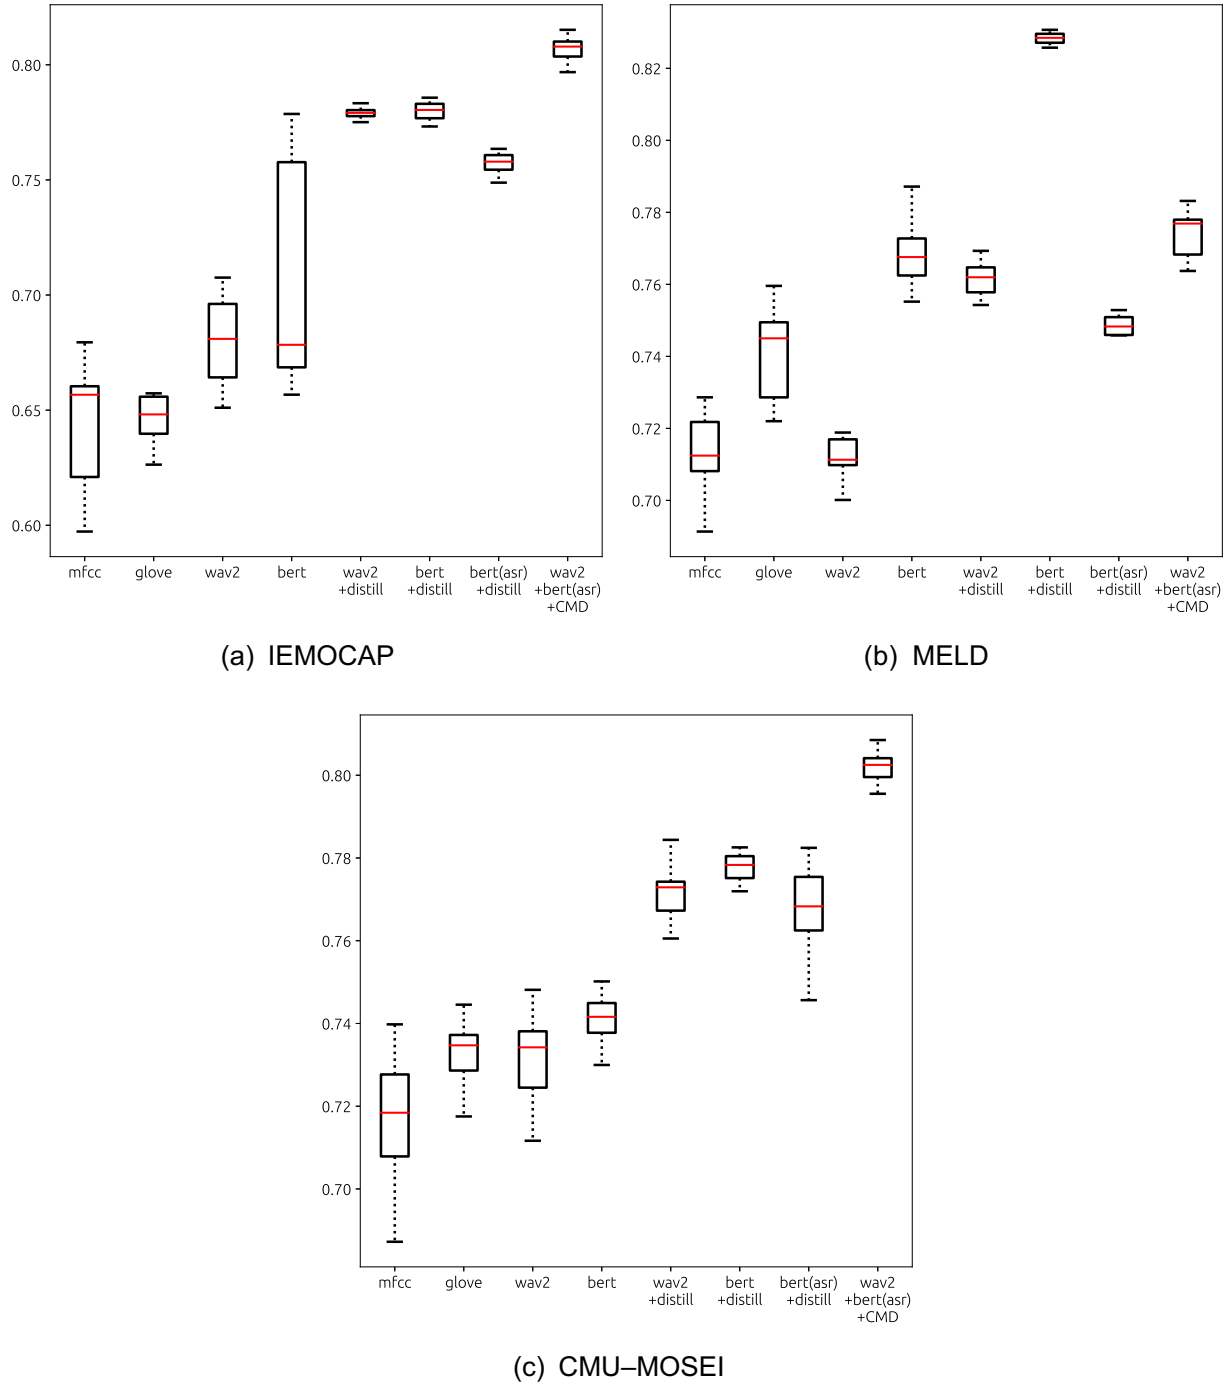 0.80
0.75
0.70
0.65
0.60
mfcc glove wav2 bert wav2 bert bert(asr) wav2
+distill +distill +distill +bert(asr)
+CMD
(a) IEMOCAP
0.82
0.80
0.78
0.76
0.74
0.72
0.70
mfcc glove wav2 bert wav2 bert bert(asr) wav2
+distill +distill +distill +bert(asr)
+CMD
(b) MELD
0.80
0.78
0.76
0.74
0.72
0.70
mfcc glove wav2 bert wav2 bert bert(asr) wav2
+distill +distill +distill +bert(asr)
+CMD
(c) CMU–MOSEI